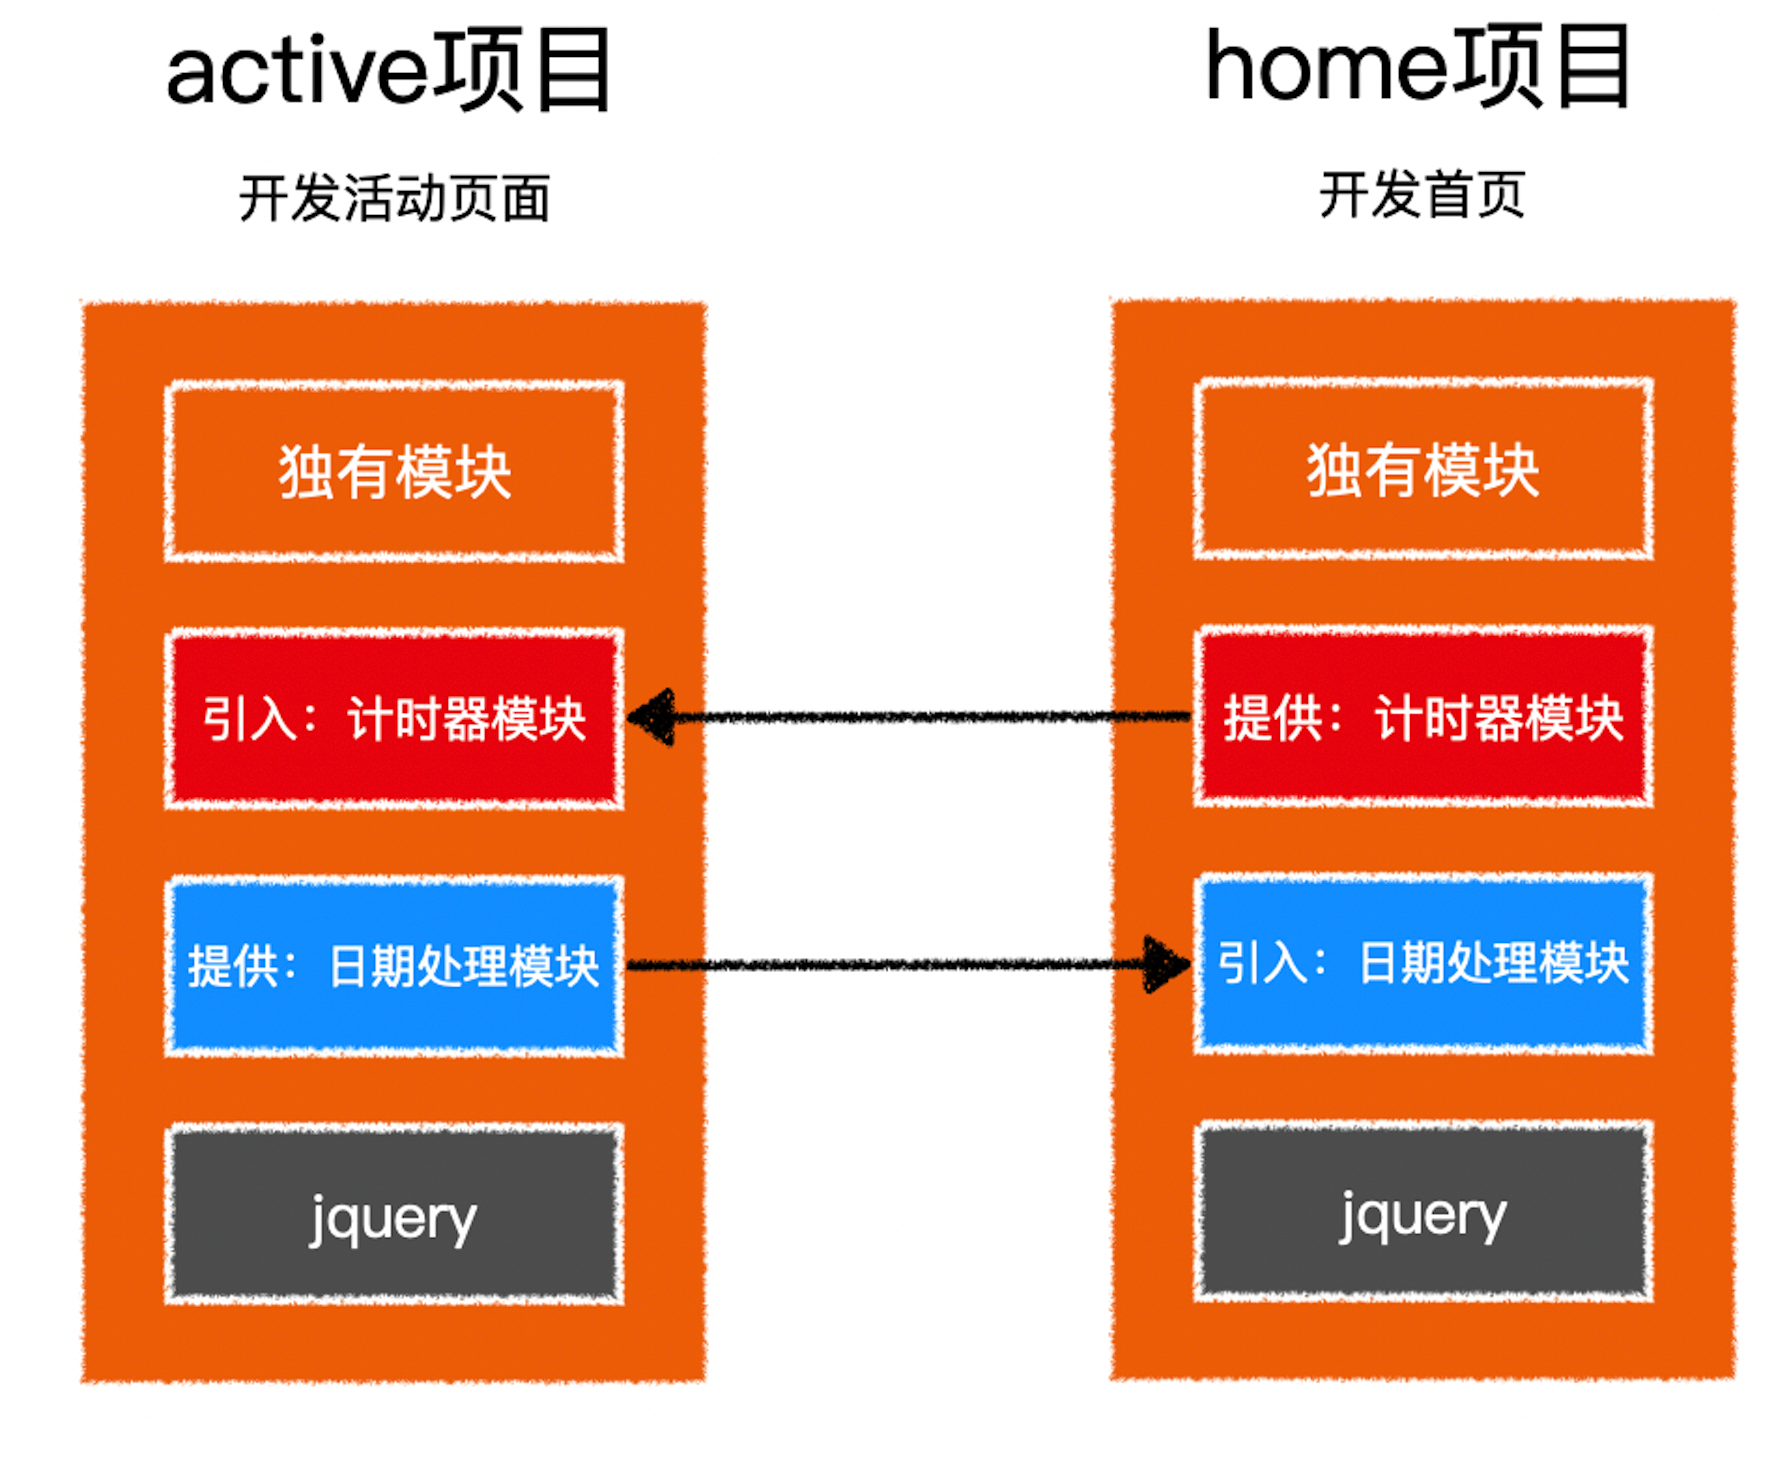 active项目
开发活动页面
独有模块
引入：计时器模块
提供：日期处理模块
jquery
home项目
开发首页
独有模块
提供：计时器模块
引入：日期处理模块
jquery